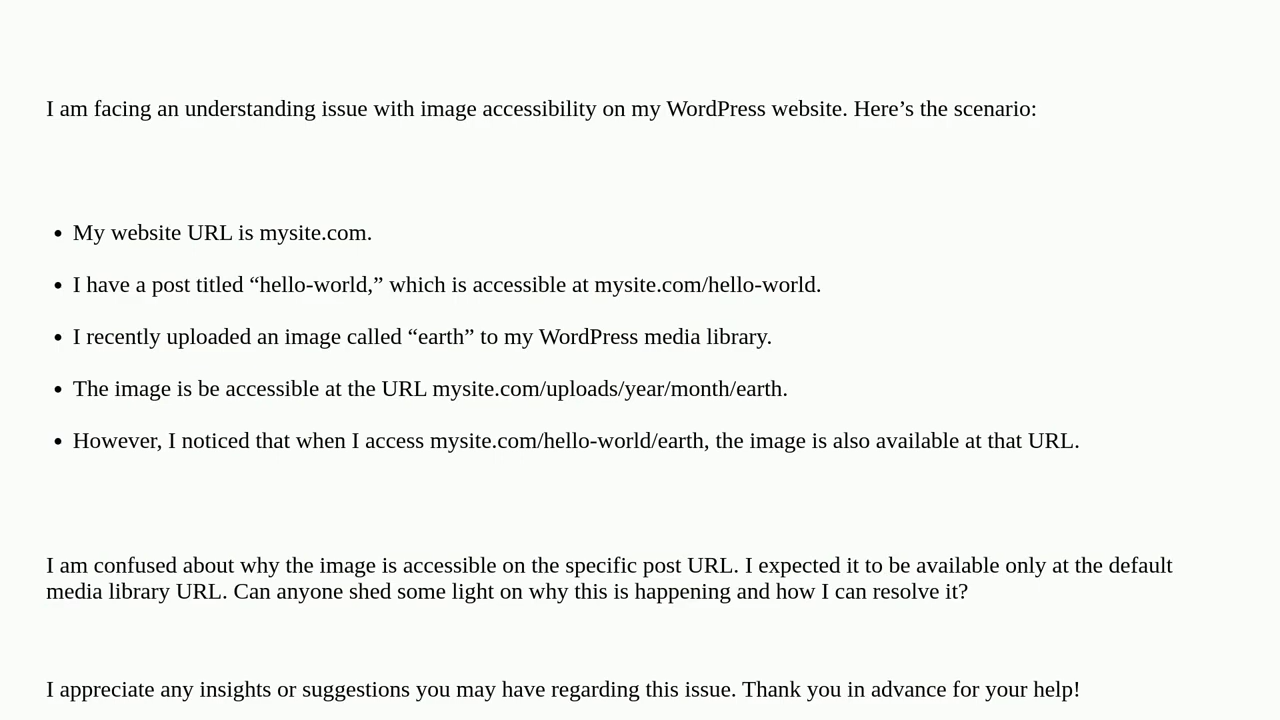 I am facing an understanding issue with image accessibility on my WordPress website. Here’s the scenario:
• My website URL is mysite.com.
• I have a post titled “hello-world,” which is accessible at mysite.com/hello-world.
• I recently uploaded an image called “earth” to my WordPress media library.
• The image is be accessible at the URL mysite.com/uploads/year/month/earth.
• However, I noticed that when I access mysite.com/hello-world/earth, the image is also available at that URL.
I am confused about why the image is accessible on the specific post URL. I expected it to be available only at the default
media library URL. Can anyone shed some light on why this is happening and how I can resolve it?
I appreciate any insights or suggestions you may have regarding this issue. Thank you in advance for your help!